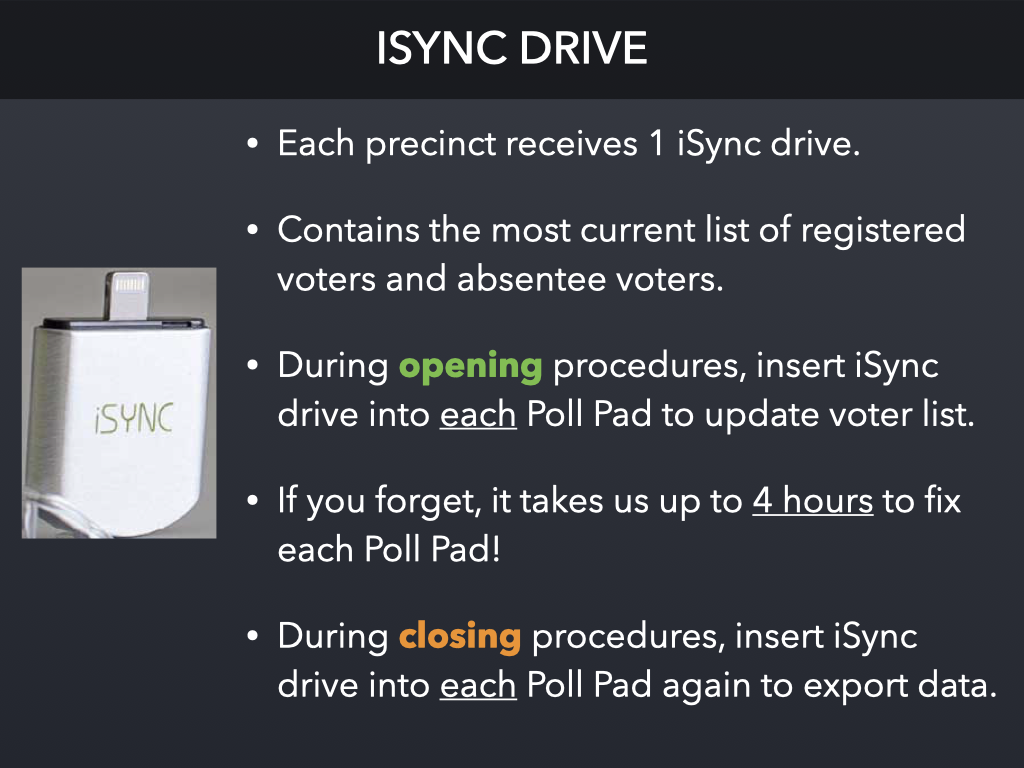 ISYNC DRIVE
• Each precinct receives 1 iSync drive.
• Contains the most current list of registered
voters and absentee voters.
iSYNC
• During opening procedures, insert iSync
drive into each Poll Pad to update voter list.
• If you forget, it takes us up to 4 hours to fix
each Poll Pad!
• During closing procedures, insert iSync
drive into each Poll Pad again to export data.